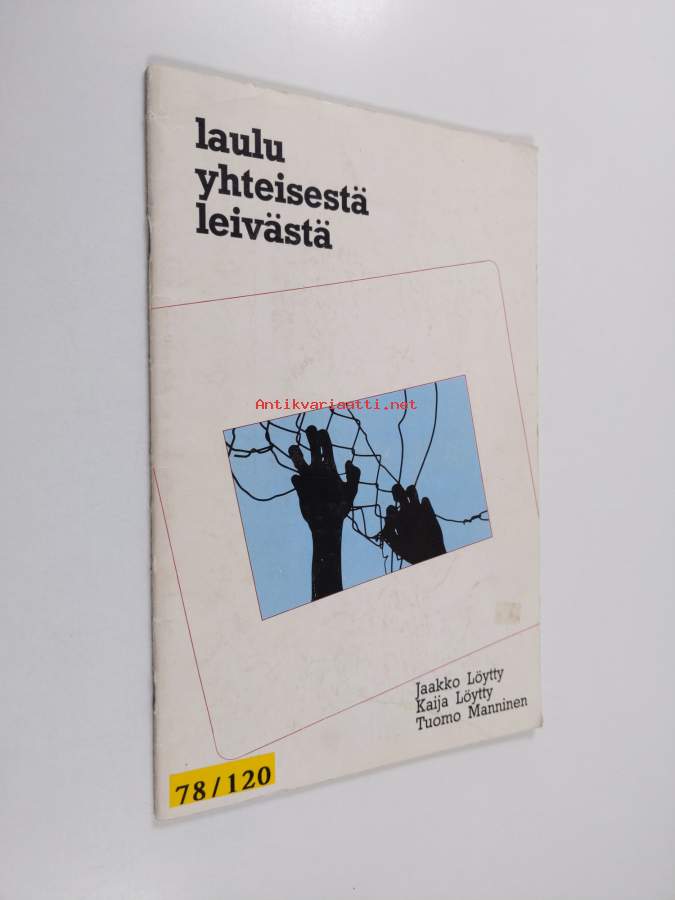 laulu
yhteisestä
leivästä
Antikvariaatti.net
Jaakko Löytty
Kaija Löytty
Tuomo Manninen
78/120